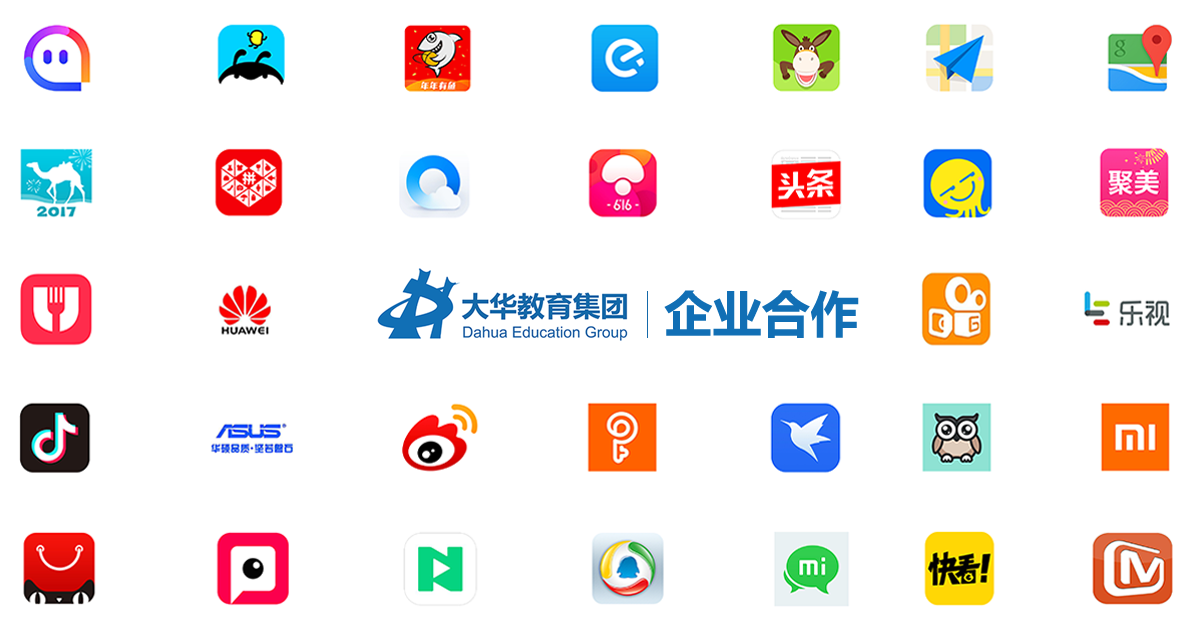 年年有鱼
g
2017
拼
-616-
头条
聚美
HUAWEI
大华教育集团
Dahua Education Group
企业合作
乐视
ASUS®
华硕品质·坚若磐石
mi
mi
快看!